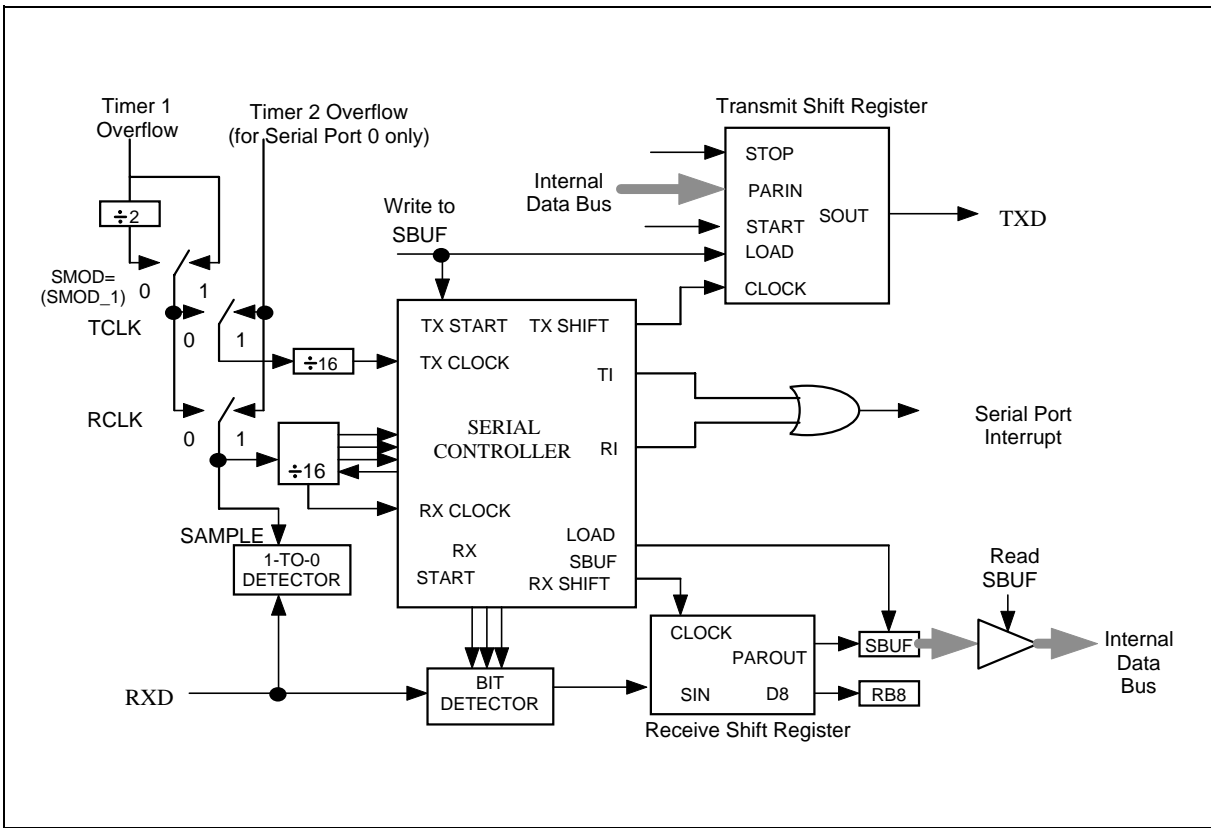 Timer 1
Overflow
Timer 2 Overflow
(for Serial Port 0 only)
Transmit Shift Register
STOP
Internal
Data Bus
PARIN
START
SOUT
TXD
LOAD
CLOCK
÷2
Write to
SBUF
SMOD=
(SMOD_1)
0
1
TCLK
0
1
÷16
TX START
TX SHIFT
TX CLOCK
TI
RCLK
0
1
SERIAL
CONTROLLER
RI
Serial Port
Interrupt
÷16
RX CLOCK
SAMPLE
1-TO-0
DETECTOR
RX
START
LOAD
SBUF
RX SHIFT
Read
SBUF
CLOCK
PAROUT
SBUF
Internal
Data
Bus
RXD
BIT
DETECTOR
SIN
D8
RB8
Receive Shift Register